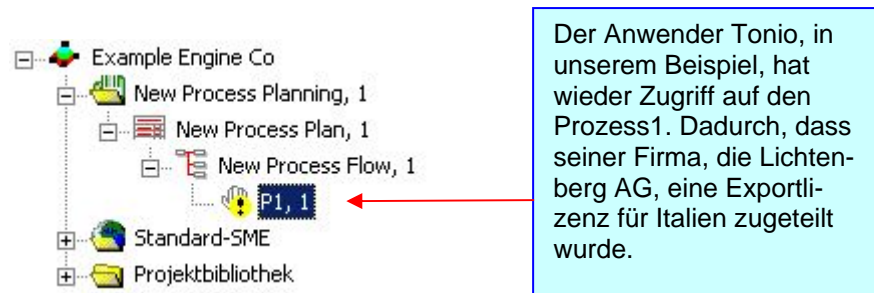 Example Engine Co
New Process Planning, 1
New Process Plan, 1
New Process Flow, 1
P1, 1
Standard-SME
Projektbibliothek
Der Anwender Tonio, in
unserem Beispiel, hat
wieder Zugriff auf den
Prozess1. Dadurch, dass
seiner Firma, die Lichten-
berg AG, eine Exportli-
zenz für Italien zugeteilt
wurde.